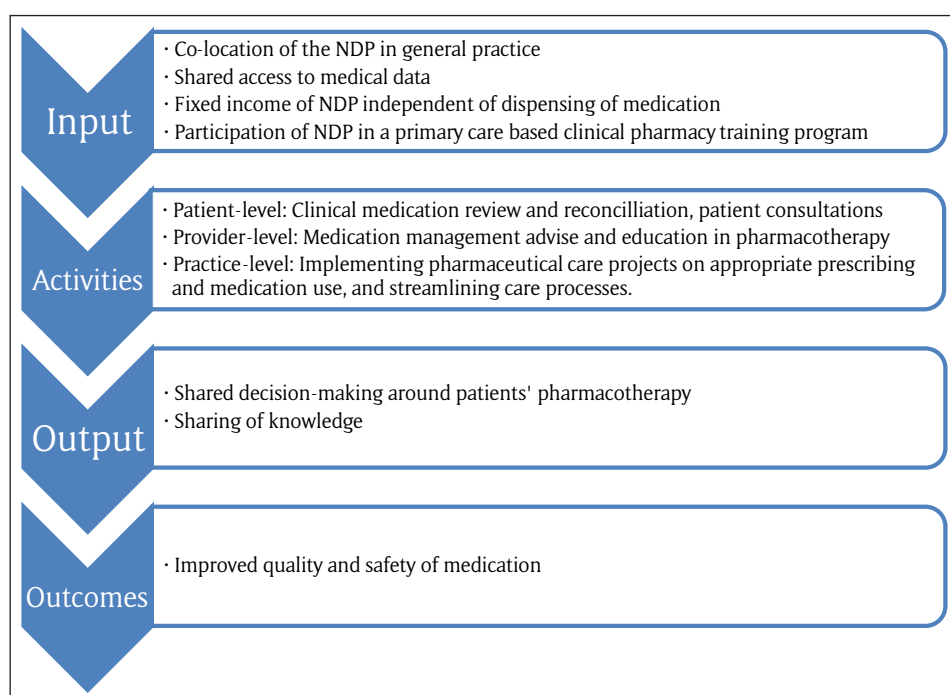 Input
· Co-location of the NDP in general practice
· Shared access to medical data
· Fixed income of NDP independent of dispensing of medication
· Participation of NDP in a primary care based clinical pharmacy training program
Activities
· Patient-level: Clinical medication review and reconcilliation, patient consultations
· Provider-level: Medication management advise and education in pharmacotherapy
· Practice-level: Implementing pharmaceutical care projects on appropriate prescribing
and medication use, and streamlining care processes.
Output
· Shared decision-making around patients' pharmacotherapy
· Sharing of knowledge
Outcomes
· Improved quality and safety of medication